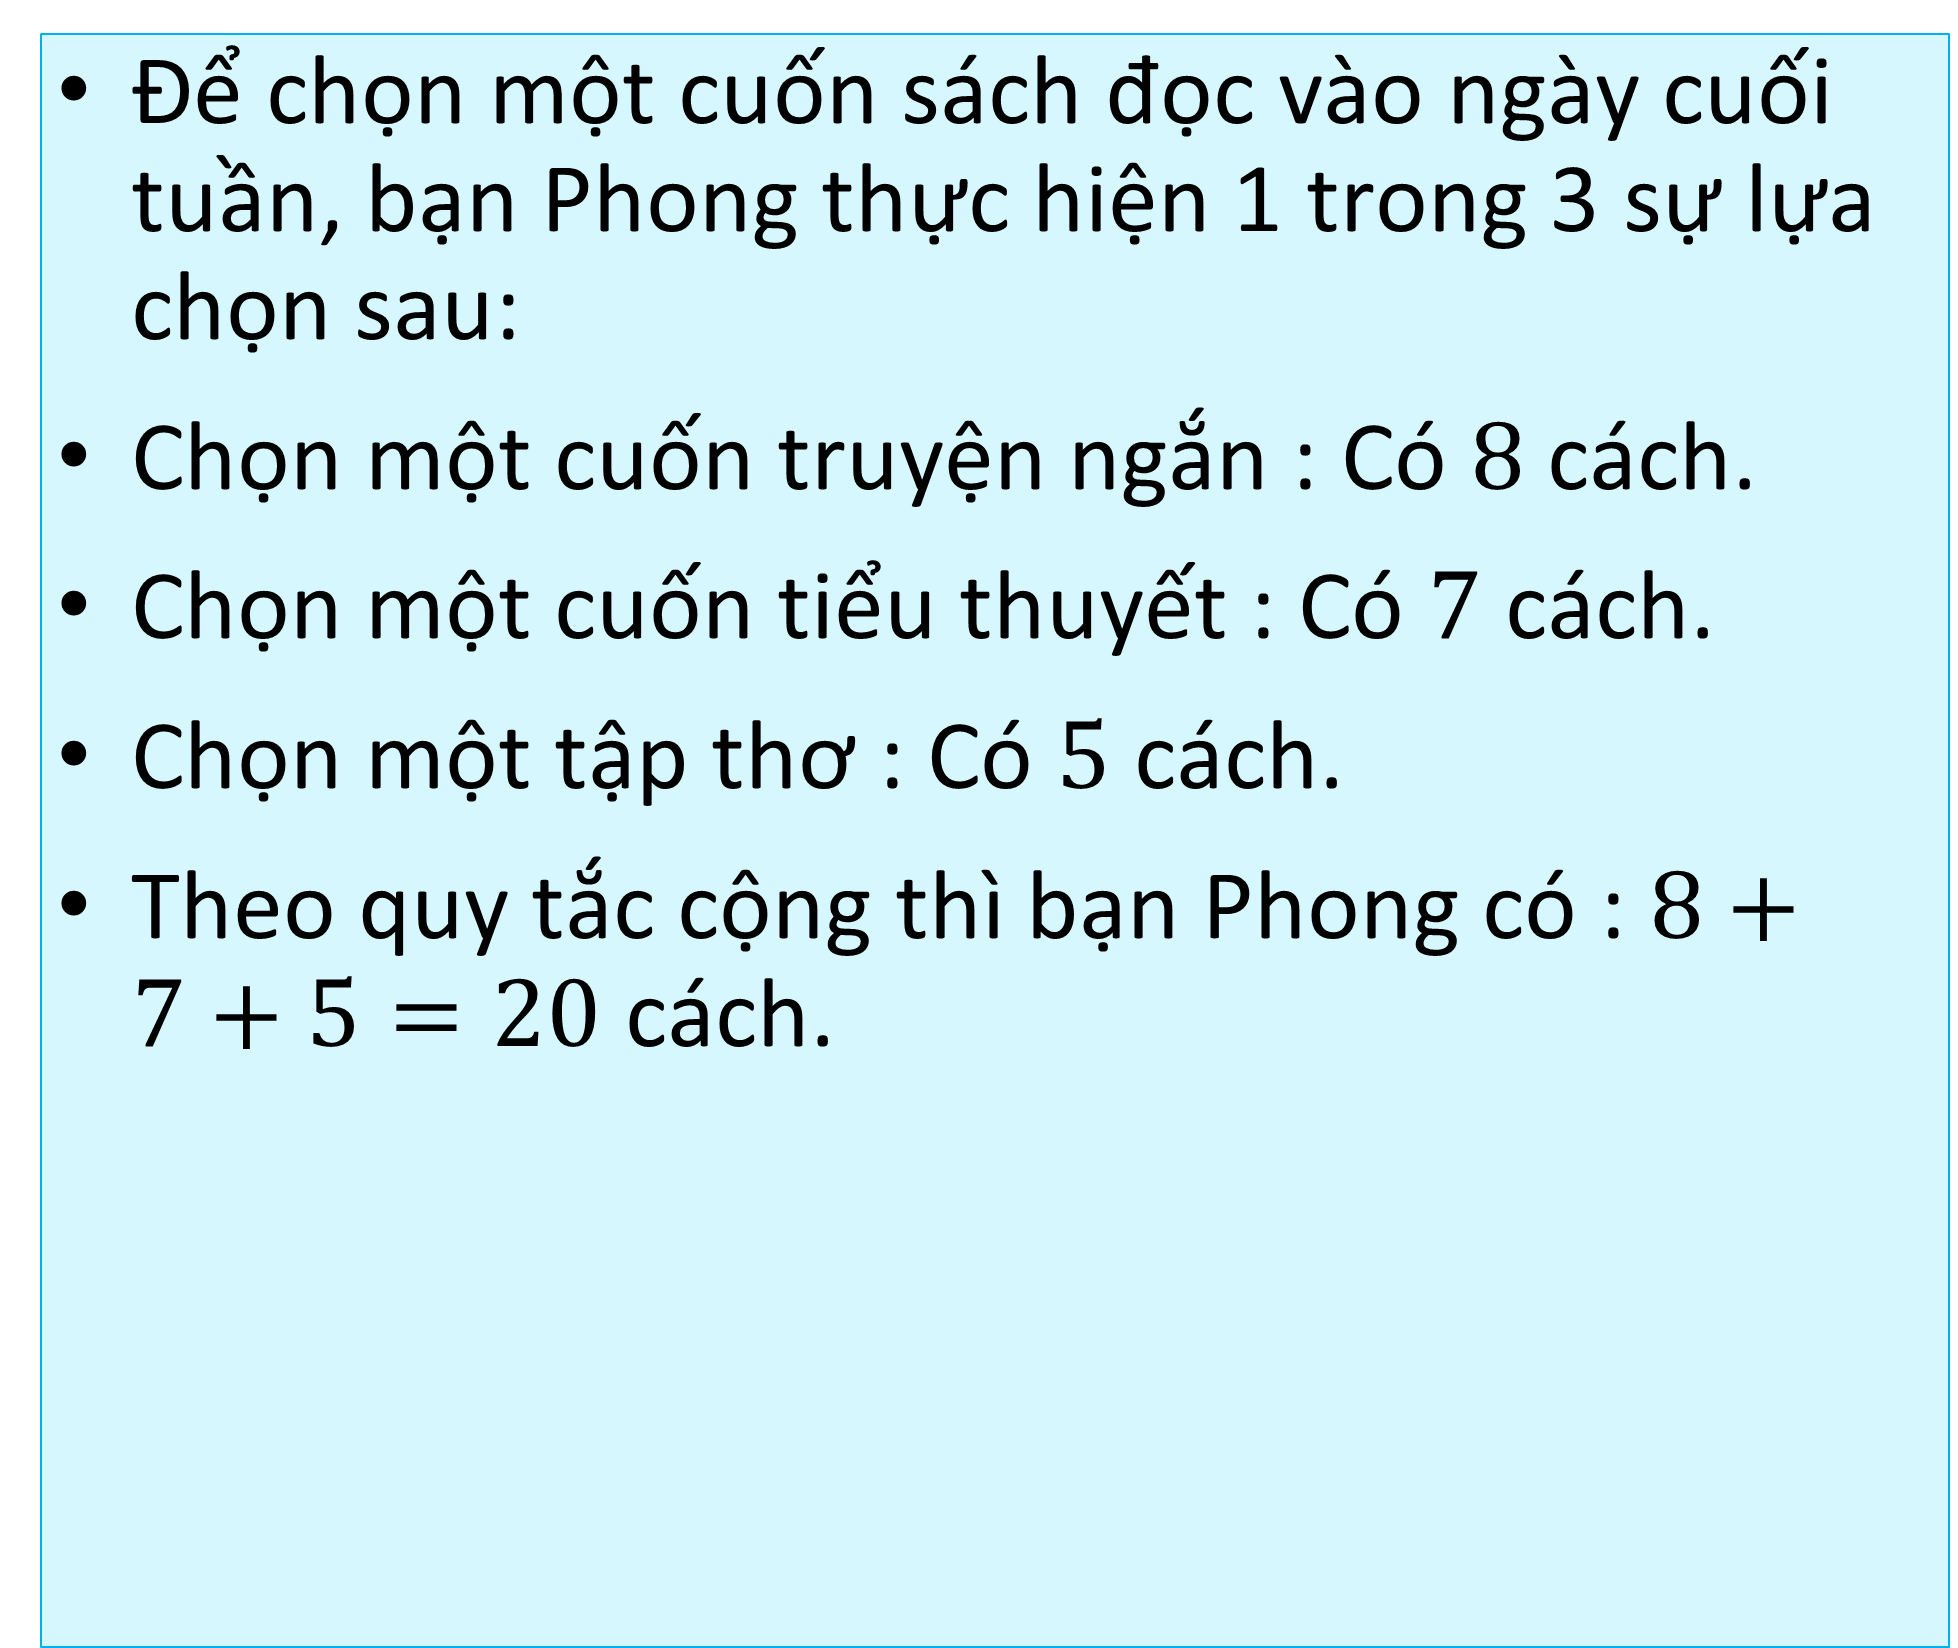 • Để chọn một cuốn sách đọc vào ngày cuối
tuần, bạn Phong thực hiện 1 trong 3 sự lựa
chọn sau:
• Chọn một cuốn truyện ngắn : Có 8 cách.
• Chọn một cuốn tiểu thuyết : Có 7 cách.
• Chọn một tập thơ : Có 5 cách.
• Theo quy tắc cộng thì bạn Phong có : 8 +
7 + 5 = 20 cách.